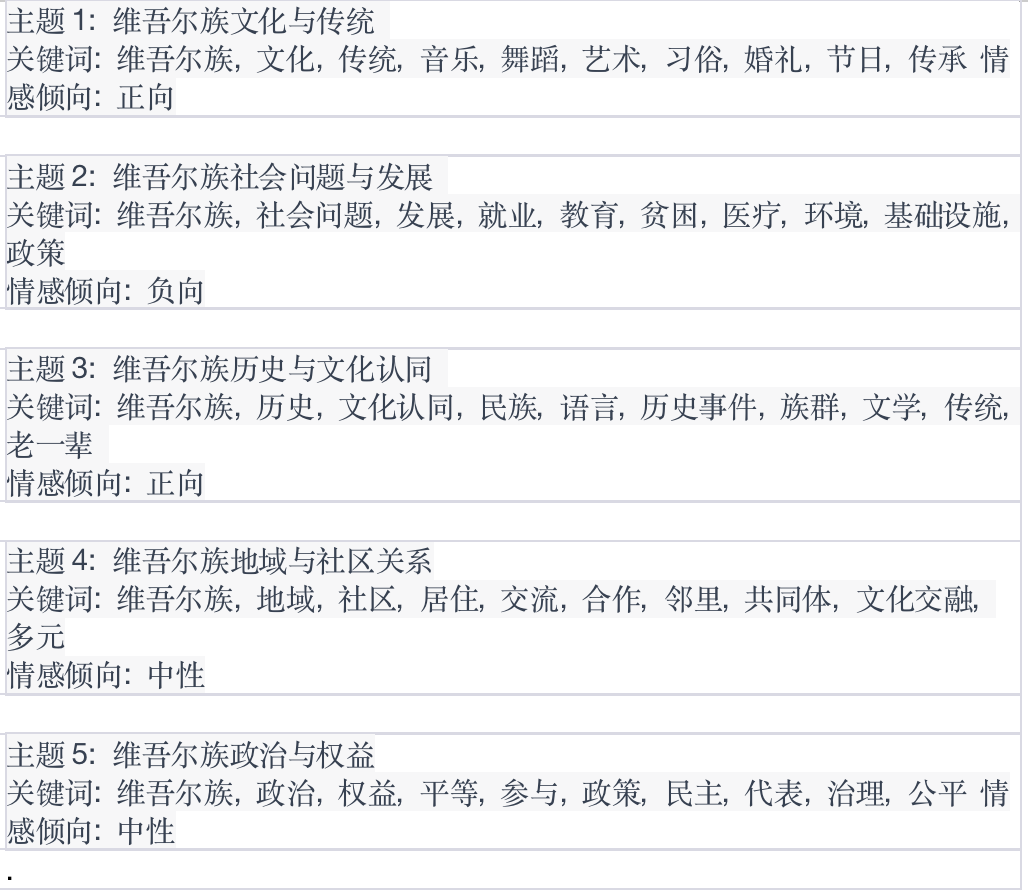 主题 1: 维吾尔族文化与传统
关键词: 维吾尔族, 文化, 传统, 音乐, 舞蹈, 艺术, 习俗, 婚礼, 节日, 传承 情
感倾向: 正向
主题 2: 维吾尔族社会问题与发展
关键词: 维吾尔族, 社会问题, 发展, 就业, 教育, 贫困, 医疗, 环境, 基础设施,
政策
情感倾向: 负向
主题 3: 维吾尔族历史与文化认同
关键词: 维吾尔族, 历史, 文化认同, 民族, 语言, 历史事件, 族群, 文学, 传统,
老一辈
情感倾向: 正向
主题 4: 维吾尔族地域与社区关系
关键词: 维吾尔族, 地域, 社区, 居住, 交流, 合作, 邻里, 共同体, 文化交融,
多元
情感倾向: 中性
主题 5: 维吾尔族政治与权益
关键词: 维吾尔族, 政治, 权益, 平等, 参与, 政策, 民主, 代表, 治理, 公平 情
感倾向: 中性
.